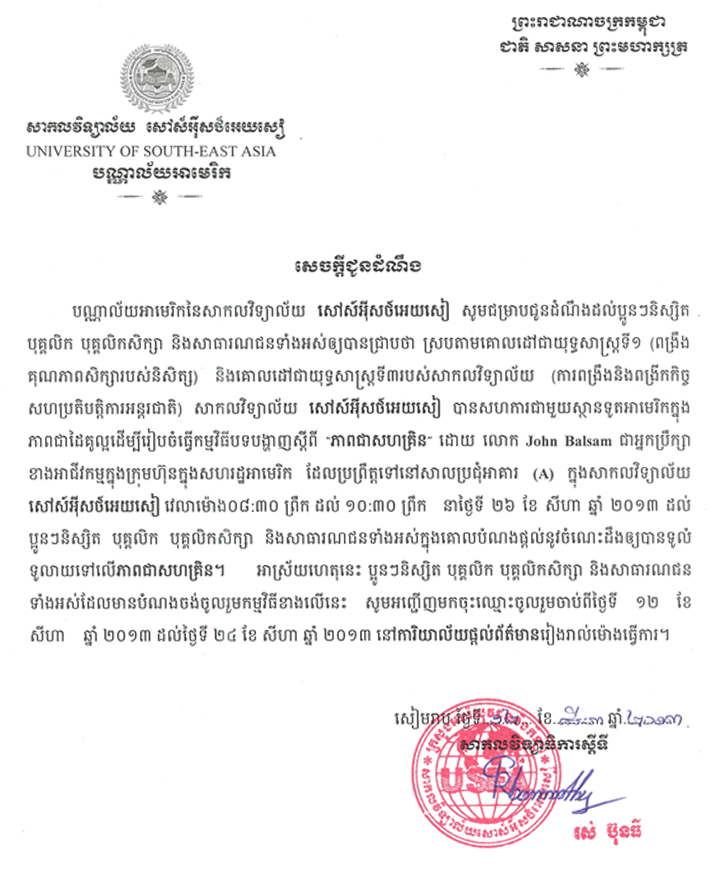 ព្រះរាជាណាចក្រកម្ពុជា
ជាតិ សាសនា ព្រះមហាក្សត្រ
សាកលវិទ្យាល័យ សៅស៍អ៊ីសថ៍អេយសៀ
UNIVERSITY OF SOUTH-EAST ASIA
បណ្ណាល័យអាមេរិក
សេចក្តីជូនដំណឹង
បណ្ណាល័យអាមេរិកនៃសាកលវិទ្យាល័យ សៅស៍អ៊ីសថ៍អេយសៀ សូមជម្រាបជូនដំណឹងដល់ប្អូនៗនិស្សិត
បុគ្គលិក បុគ្គលិកសិក្សា និងសាធារណជនទាំងអស់ឲ្យបានជ្រាបថា ស្របតាមគោលដៅជាយុទ្ធសាស្ត្រទី១ (ពង្រឹង
គុណភាពសិក្សារបស់និសិត្ស) និងគោលដៅជាយុទ្ធសាស្ត្រទី៣របស់សាកលវិទ្យាល័យ (ការពង្រឹងនិងពង្រីកកិច្ច
សហប្រតិបត្តិការអន្តរជាតិ) សាកលវិទ្យាល័យ សៅស៍អ៊ីសថ៍អេយសៀ បានសហការជាមួយស្ថានទូតអាមេរិកក្នុង
ភាពជាដៃគូល្អដើម្បីរៀបចំធ្វើកម្មវិធីបទបង្ហាញស្តីពី "ភាពជាសហគ្រិន" ដោយ លោក John Balsam ជាអ្នកប្រឹក្សា
ខាងអាជីវកម្មក្នុងក្រុមហ៊ុនក្នុងសហរដ្ឋអាមេរិក ដែលប្រព្រឹត្តទៅនៅសាលប្រជុំអាគារ (A) ក្នុងសាកលវិទ្យាល័យ
សៅស៍អ៊ីសថ៍អេយសៀ វេលាម៉ោង០៨:៣០ ព្រឹក ដល់ ១០:៣០ ព្រឹក នាថ្ងៃទី ២៦ ខែ សីហា ឆ្នាំ ២០១៣ ដល់
ប្អូនៗនិស្សិត បុគ្គលិក បុគ្គលិកសិក្សា និងសាធារណជនទាំងអស់ក្នុងគោលបំណងផ្តល់នូវចំណេះដឹងឲ្យបានទូលំ
ទូលាយទៅលើភាពជាសហគ្រិន។ អាស្រ័យហេតុនេះ ប្អូនៗនិស្សិត បុគ្គលិក បុគ្គលិកសិក្សា និងសាធារណជន
ទាំងអស់ដែលមានបំណងចង់ចូលរួមកម្មវិធីខាងលើនេះ សូមអញ្ជើញមកចុះឈ្មោះចូលរួមចាប់ពីថ្ងៃទី ១២ ខែ
សីហា ឆ្នាំ ២០១៣ ដល់ថ្ងៃទី ២៤ ខែ សីហា ឆ្នាំ ២០១៣ នៅការិយាល័យផ្តល់ព័ត៌មានរៀងរាល់ម៉ោងធ្វើការ។
សៀមរាប ថ្ងៃទី ១២ ខែ សីហា ឆ្នាំ ២០១៣
សាកលវិទ្យាធិការស្តីទី
USEA
រស់ ប៊ុនធី